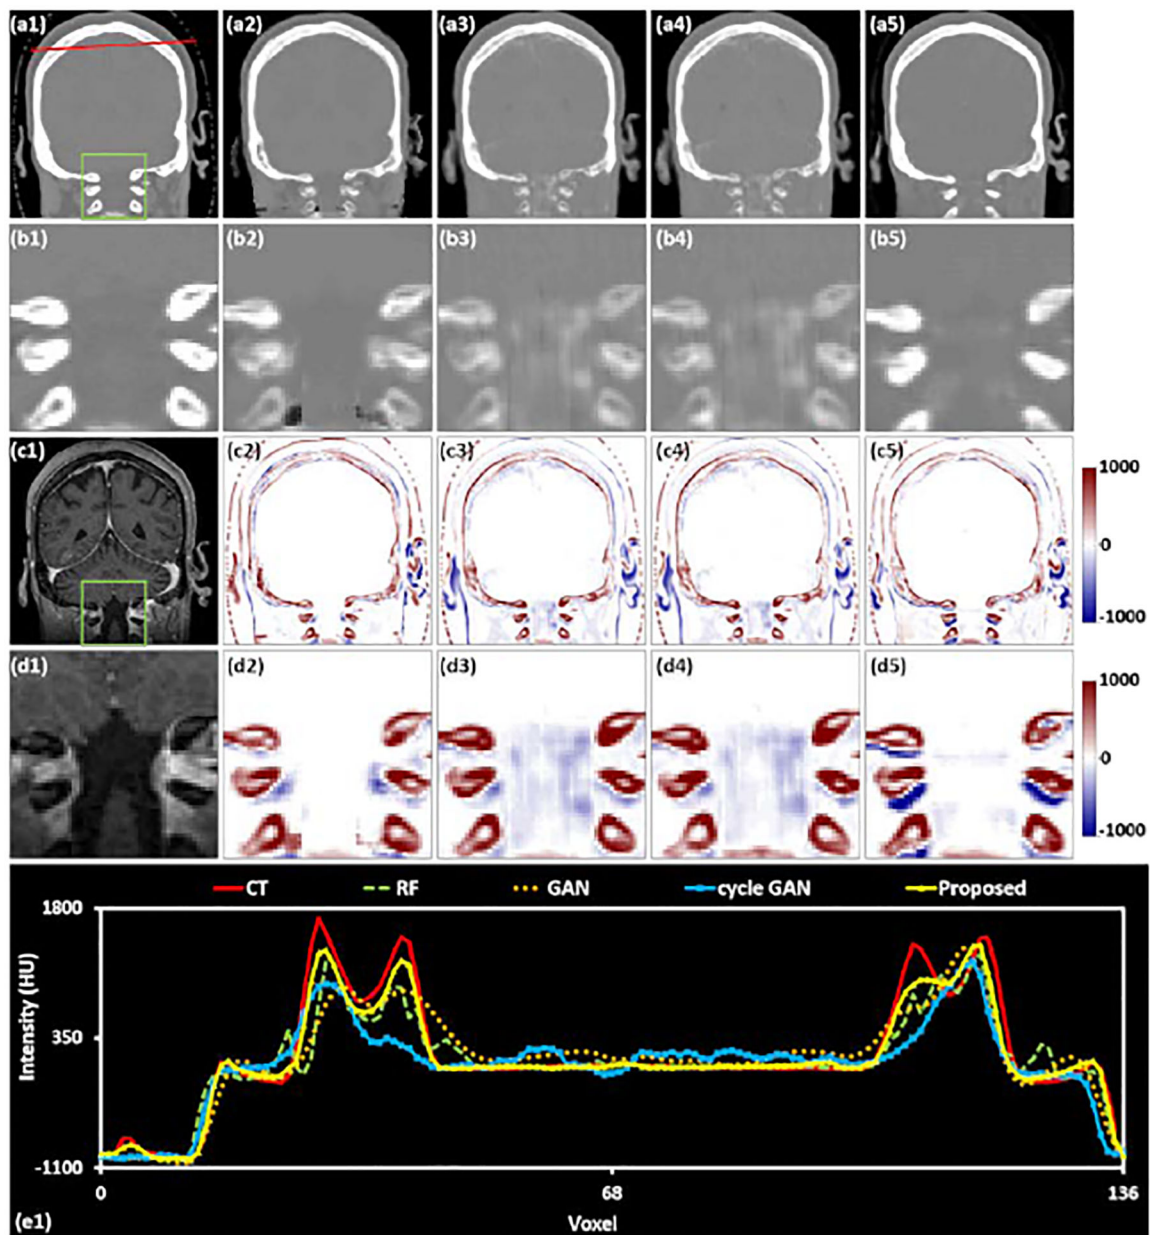 (a1) (a2) (a3) (a4) (a5)
(b1) (b2) (b3) (b4) (b5)
(c1) (c2) (c3) (c4) (c5)
1000
0
-1000
(d1) (d2) (d3) (d4) (d5)
1000
0
-1000
CT RF GAN cycle GAN Proposed
1800
Intensity (HU)
350
-1100
0 68 136
Voxel
(e1)